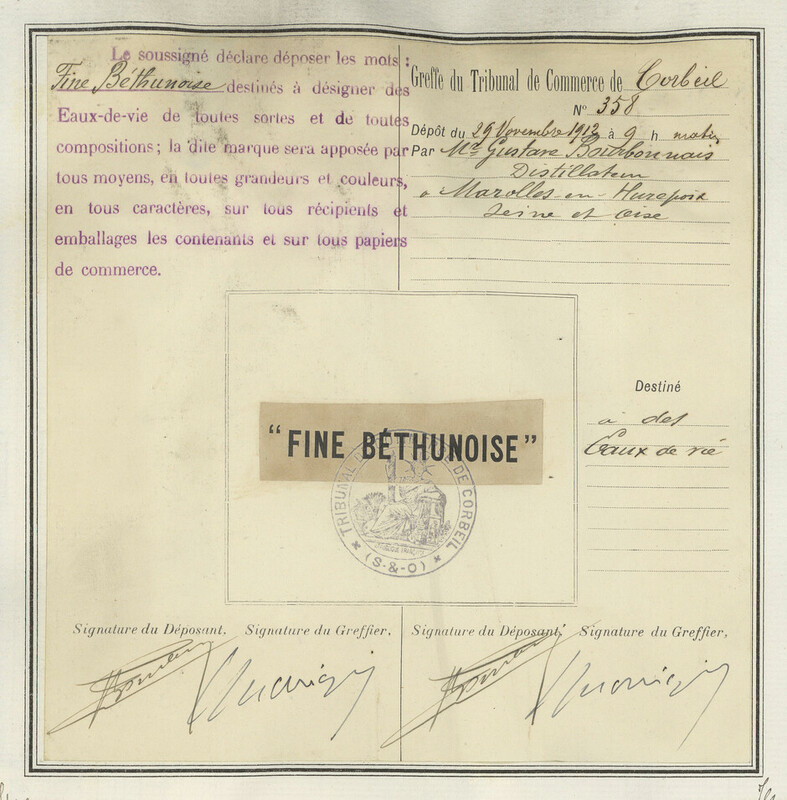 Le soussigné déclare déposer les mots :
Fine Béthunoise destinés à désigner des
Eaux-de-vie de toutes sortes et de toutes
compositions; la dite marque sera apposée par
tous moyens, en toutes grandeurs et couleurs,
en tous caractères, sur tous récipients et
emballages les contenants et sur tous papiers
de commerce.
Greffe du Tribunal de Commerce de Corbeil
N° 358
Dépôt du 29 Novembre 1912 à 9 h matin
Par Mr Gustave Bourbonnais
Distillateur
à Marolles-en-Hurepoix
Seine et Oise
Destiné
à des
Eaux de vie
"FINE BÉTHUNOISE"
TRIBUNAL DE CORBEIL
(S-&-O)
Signature du Déposant. Signature du Greffier.
Signature du Déposant. Signature du Greffier.